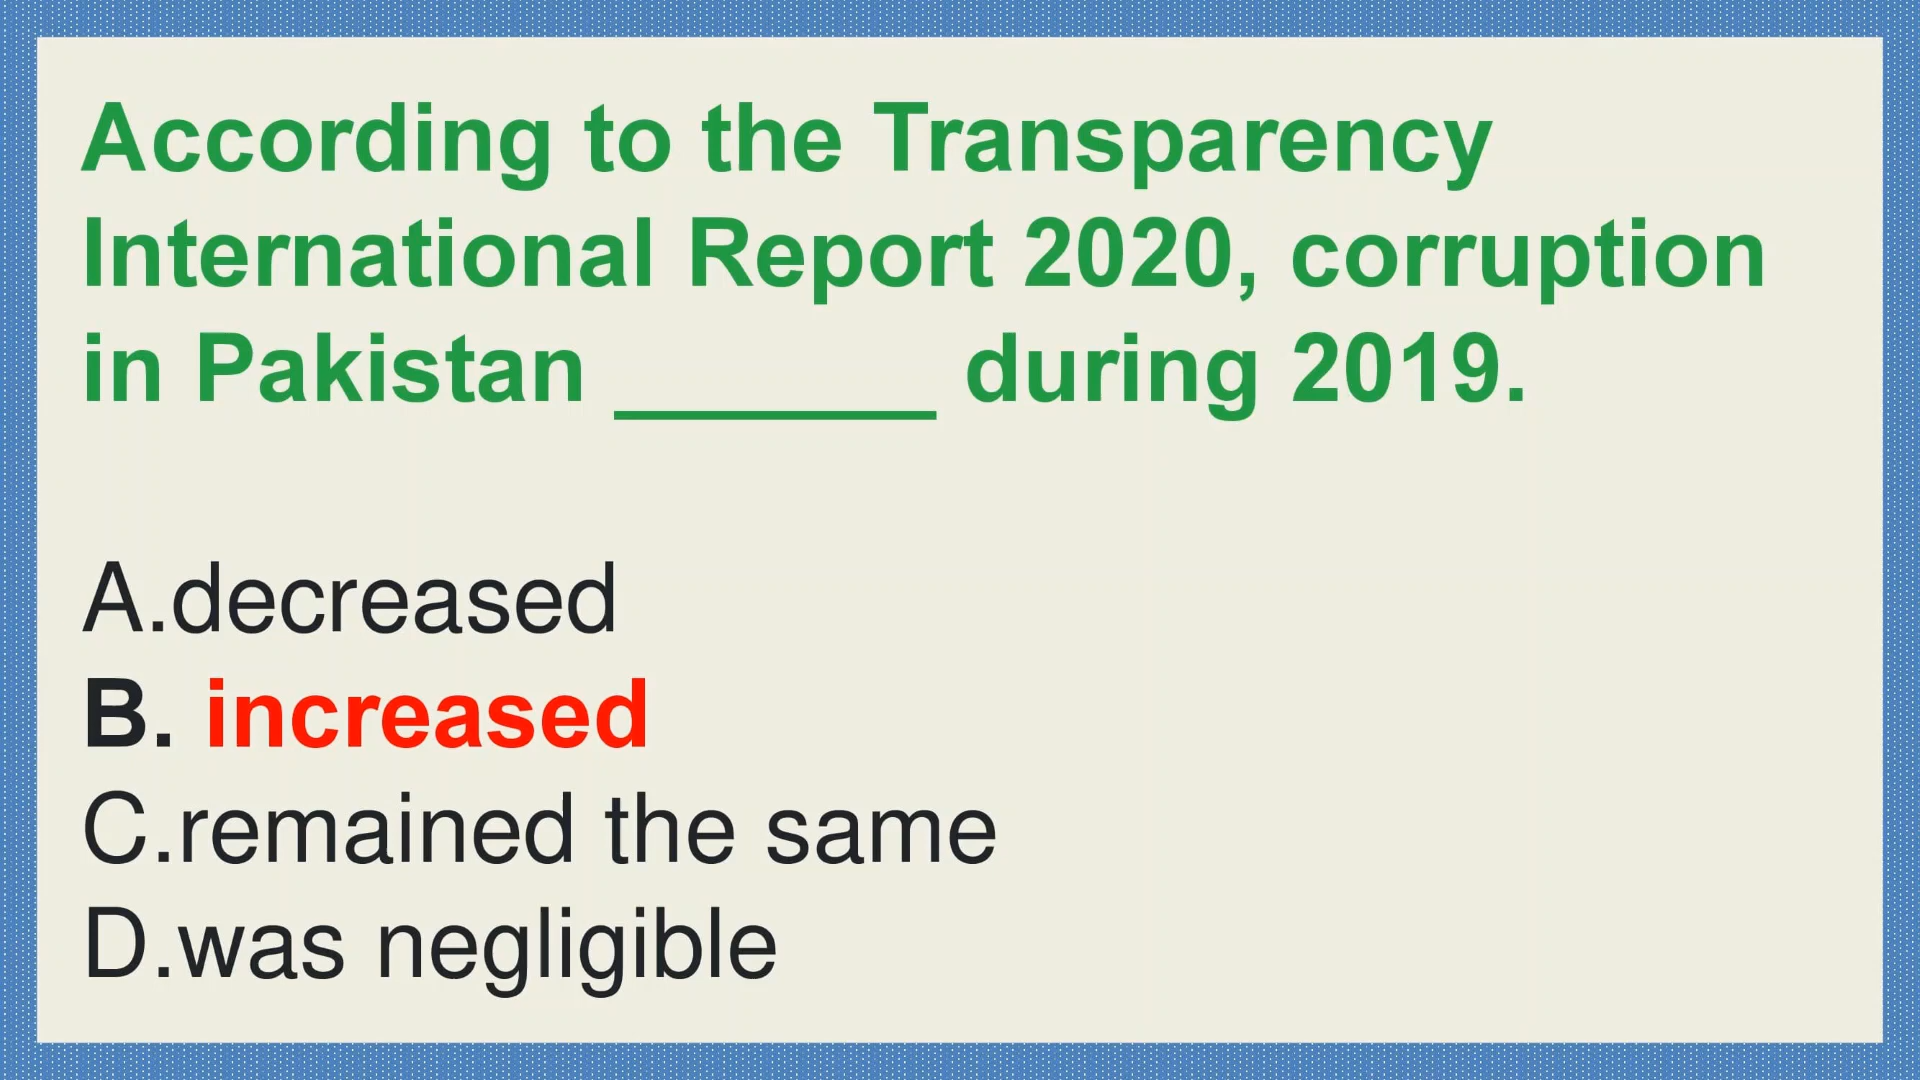 According to the Transparency
International Report 2020, corruption
in Pakistan ______ during 2019.
A.decreased
B. increased
C.remained the same
D.was negligible